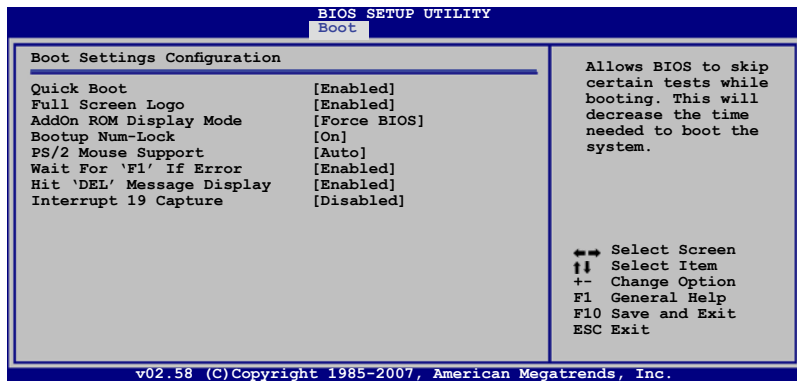 BIOS SETUP UTILITY
Boot
Boot Settings Configuration
Quick Boot [Enabled]
Full Screen Logo [Enabled]
AddOn ROM Display Mode [Force BIOS]
Bootup Num-Lock [On]
PS/2 Mouse Support [Auto]
Wait For ‘F1’ If Error [Enabled]
Hit ‘DEL’ Message Display [Enabled]
Interrupt 19 Capture [Disabled]
Allows BIOS to skip
certain tests while
booting. This will
decrease the time
needed to boot the
system.
Select Screen
Select Item
+- Change Option
F1 General Help
F10 Save and Exit
ESC Exit
v02.58 (C)Copyright 1985-2007, American Megatrends, Inc.